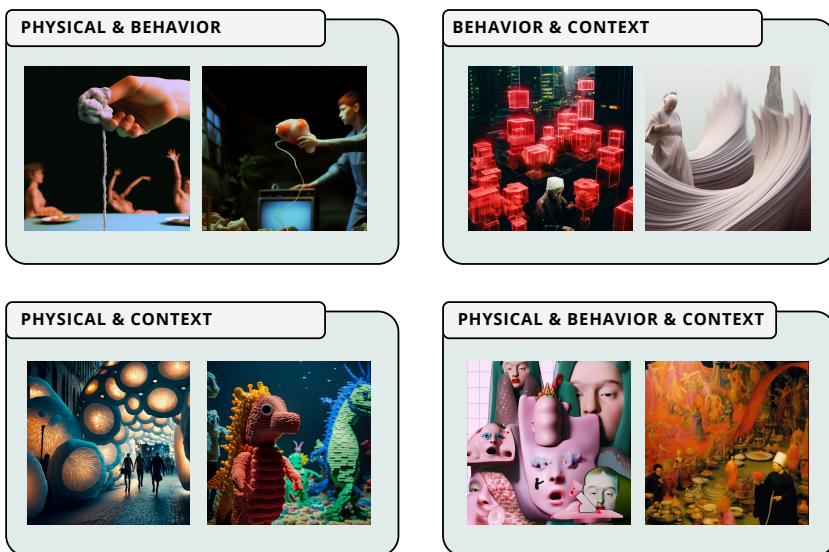 PHYSICAL & BEHAVIOR
BEHAVIOR & CONTEXT
PHYSICAL & CONTEXT
PHYSICAL & BEHAVIOR & CONTEXT